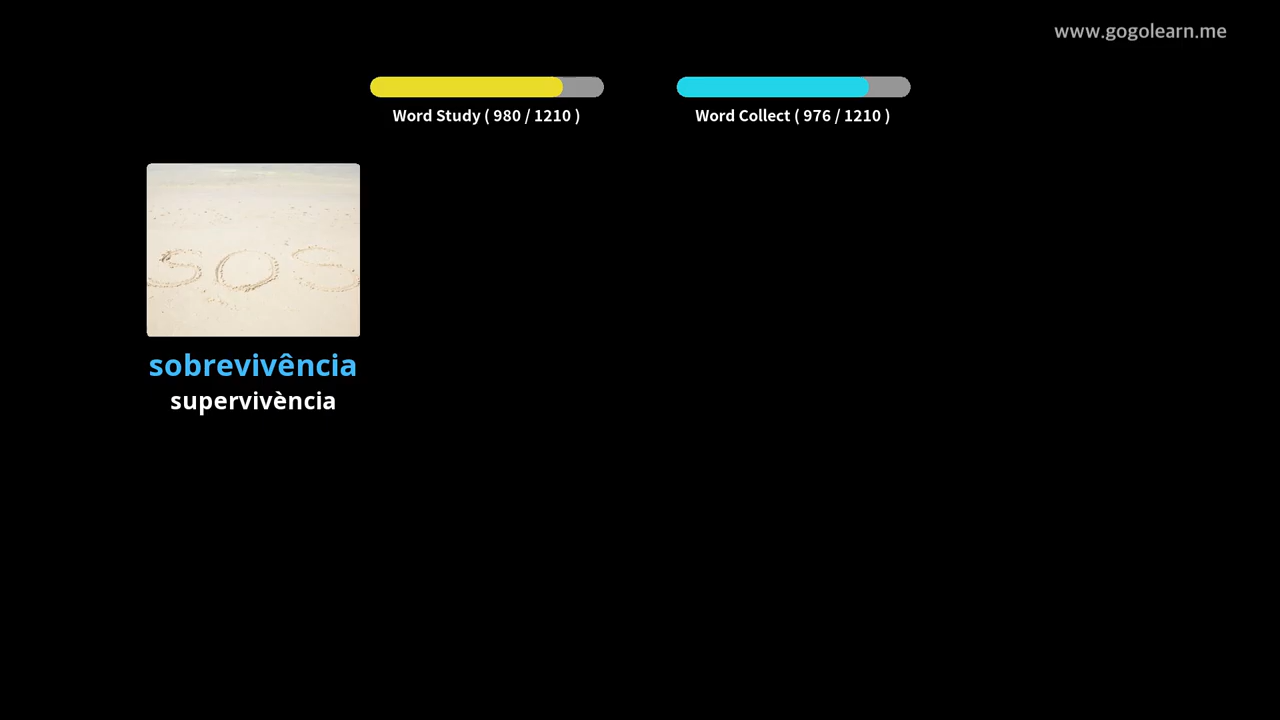 www.gogolearn.me
Word Study ( 980 / 1210 )
Word Collect ( 976 / 1210 )
SOS
sobrevivência
supervivència